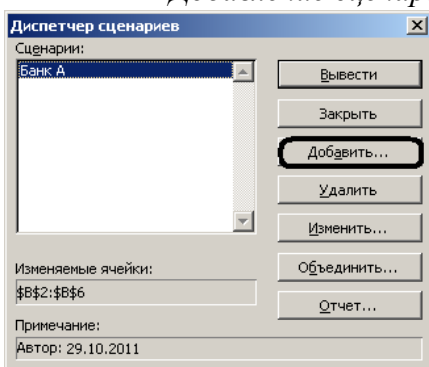 Диспетчер сценариев
Сценарии:
Банк А
Вывести
Закрыть
Добавить...
Удалить
Изменить...
Объединить...
Отчет...
Изменяемые ячейки:
$B$2:$B$6
Примечание:
Автор: 29.10.2011